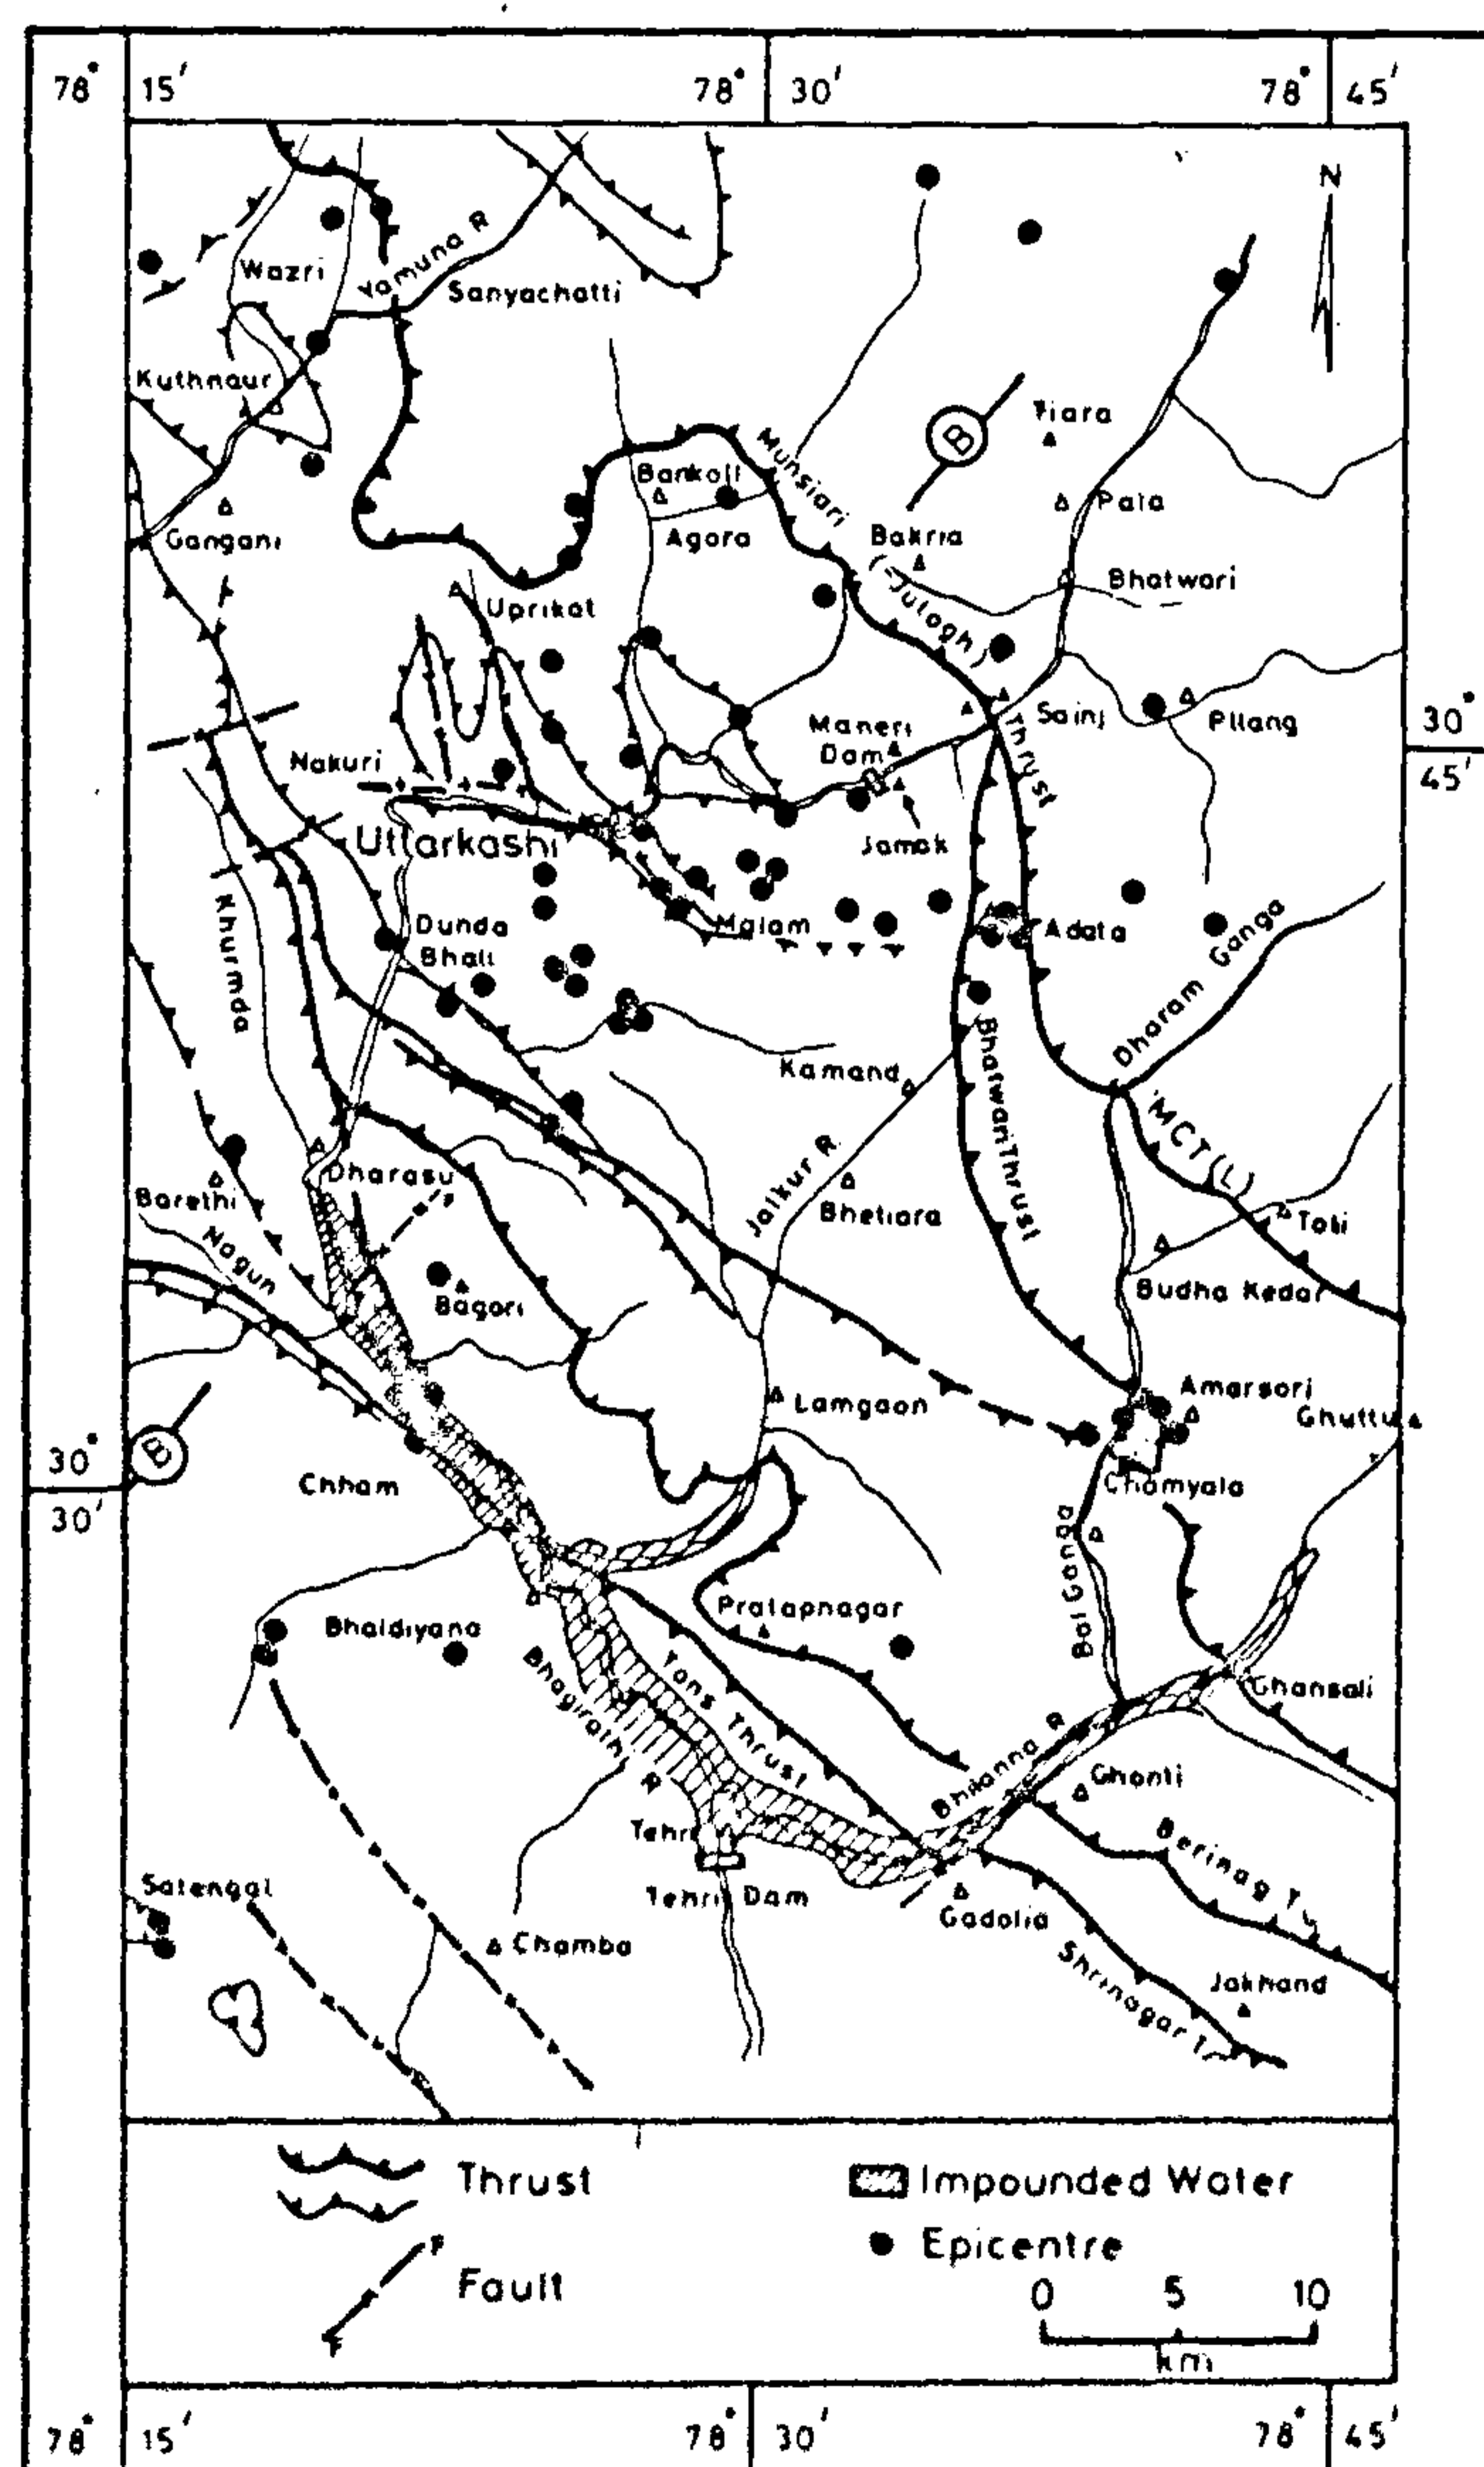 78° 15′ 78° 30′ 78° 45′
N
Wazri
Yamuna R
Sanyachatti
Kuthnaur
Tiara
Munsiari
B
Bankoli
Pala
Gangani
Agora
Bakria
Bhatwari
(-Jutogh)
Uprikot
Sainj
Pllang
30°
45′
Maneri
Dam
Thrust
Nakuri
Uttarkashi
Jamak
Khurmda
Dunda
Bhali
Malam
Adata
Dharam Ganga
Kamand
Bhatwari Thrust
MCT(L)
Dharasu
Barethi
Jalkur R
Bhetiara
Toli
Nagun
F
Bagori
Budha Kedar
Lamgaon
Amarsori
Ghuttu
30°
30′
B
Chham
Chamyala
Bal Ganga
Bhaldiyana
Pratapnagar
Bhagirathi R
Tons Thrust
Ghansali
Bhilanna R
Ghonti
Tehri
Berinag T
Satengal
Tehri Dam
Gadolia
Chamba
Shrinagar T
Jakhand
Thrust
Impounded Water
Epicentre
F
Fault
F
0 5 10
km
78° 15′ 78° 30′ 78° 45′